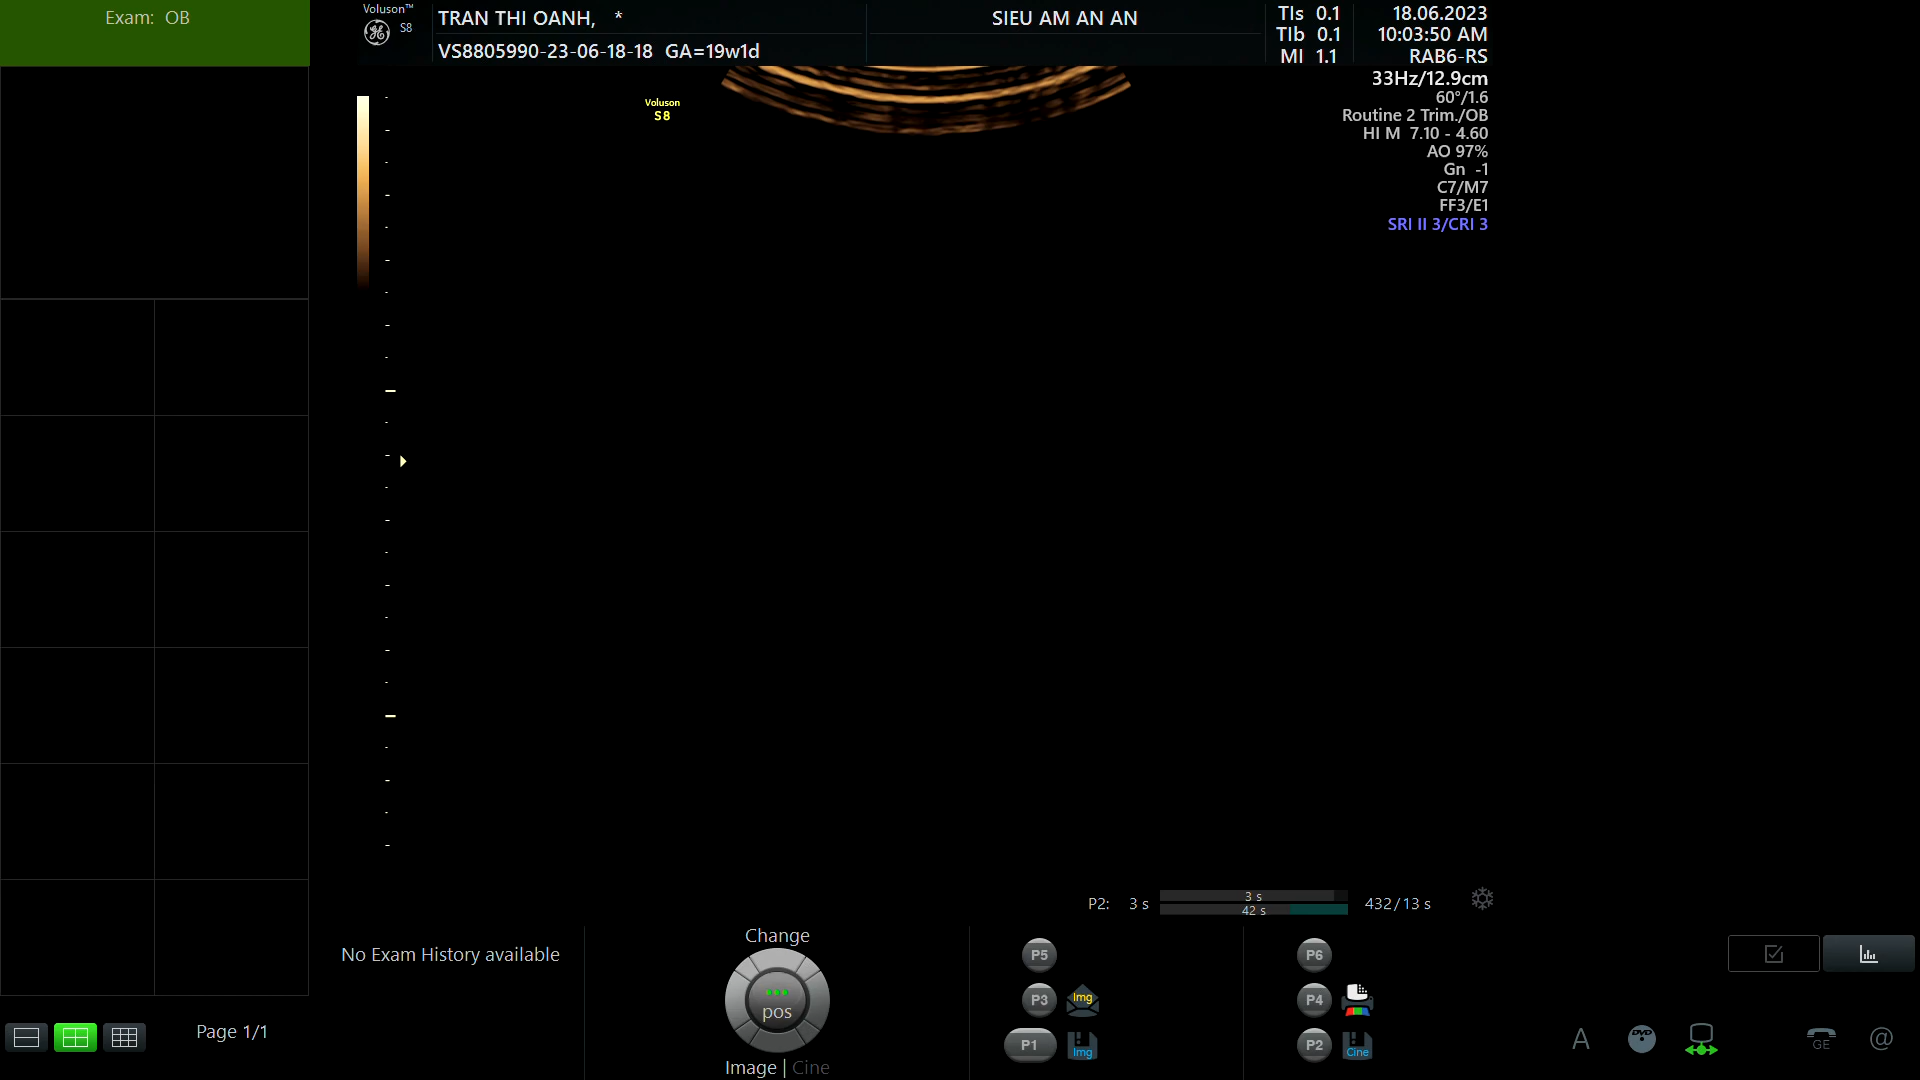 Exam: OB
Voluson™
S8
TRAN THI OANH, *
SIEU AM AN AN
VS8805990-23-06-18-18 GA=19w1d
TIs 0.1
TIb 0.1
MI 1.1
18.06.2023
10:03:50 AM
RAB6-RS
33Hz/12.9cm
60°/1.6
Routine 2 Trim./OB
HI M 7.10 - 4.60
AO 97%
Gn -1
C7/M7
FF3/E1
SRI II 3/CRI 3
Voluson
S8
P2: 3 s
3 s
42 s
432/13 s
No Exam History available
Change
pos
Image | Cine
P5
P3 Img
P1 Img
P6
P4
P2 Cine
Page 1/1
A
DVD
GE
@